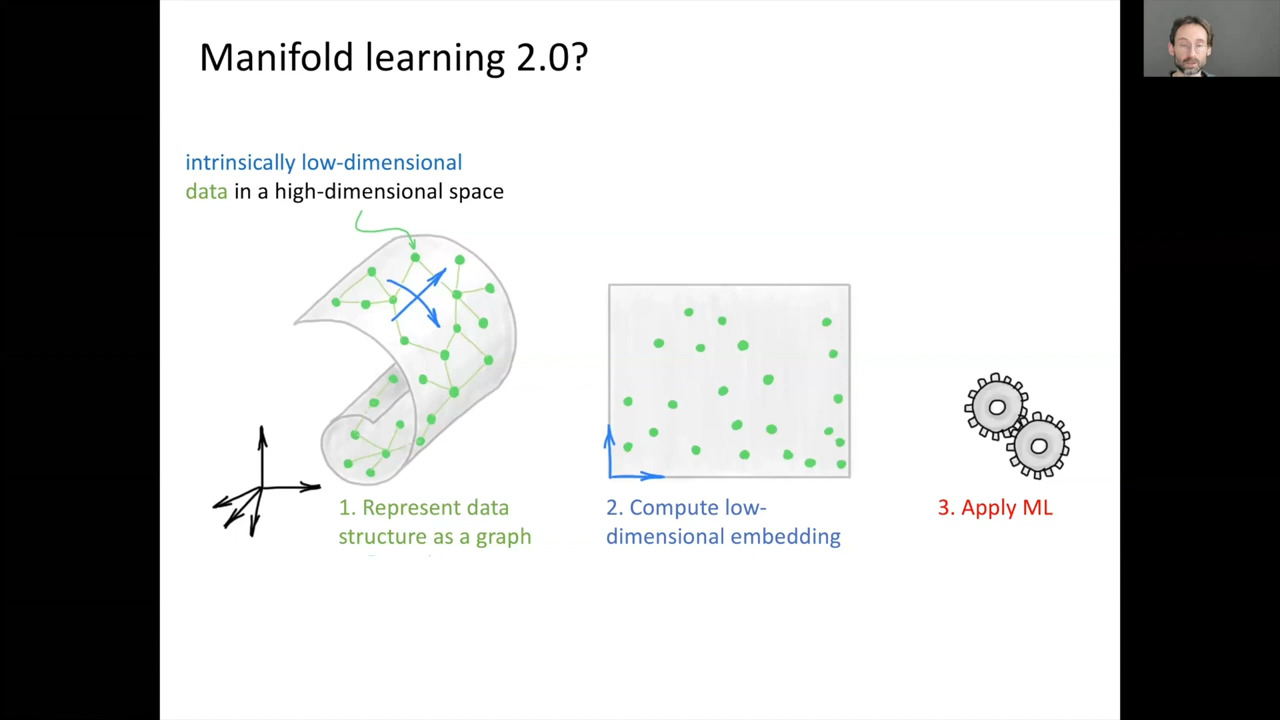 Manifold learning 2.0?
intrinsically low-dimensional
data in a high-dimensional space
1. Represent data
structure as a graph
2. Compute low-
dimensional embedding
3. Apply ML